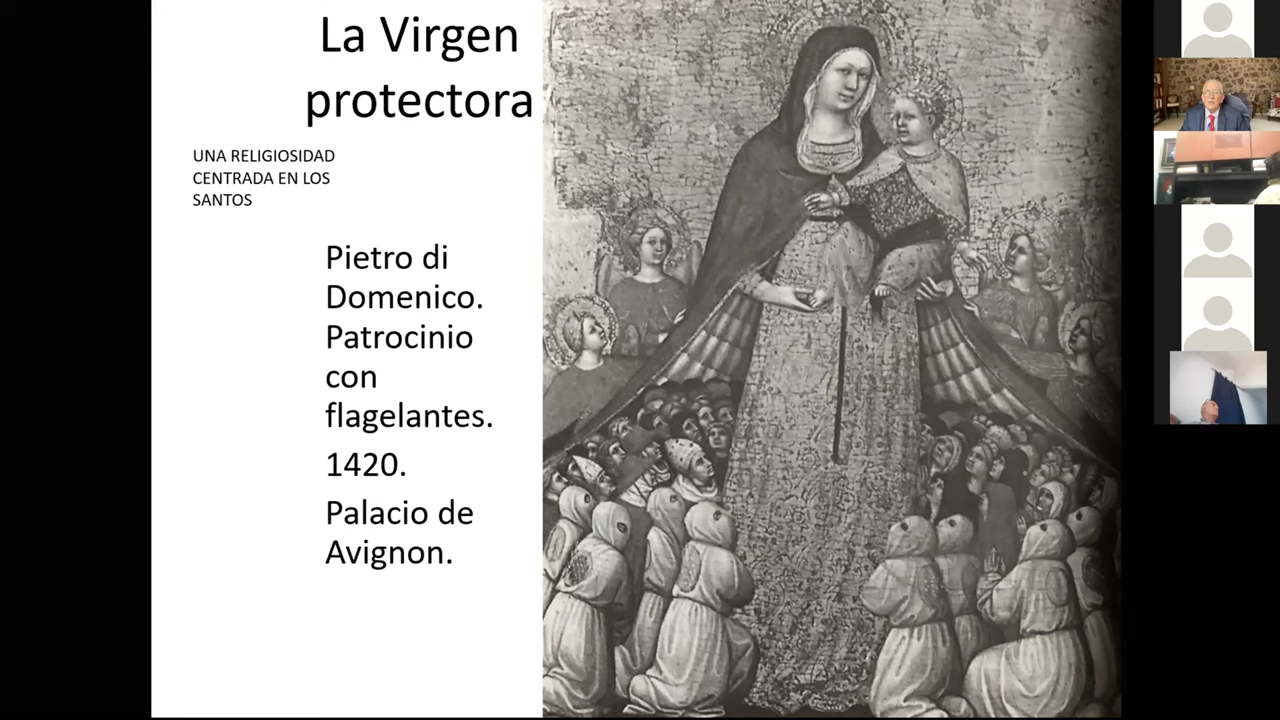 La Virgen
protectora
UNA RELIGIOSIDAD
CENTRADA EN LOS
SANTOS
Pietro di
Domenico.
Patrocinio
con
flagelantes.
1420.
Palacio de
Avignon.